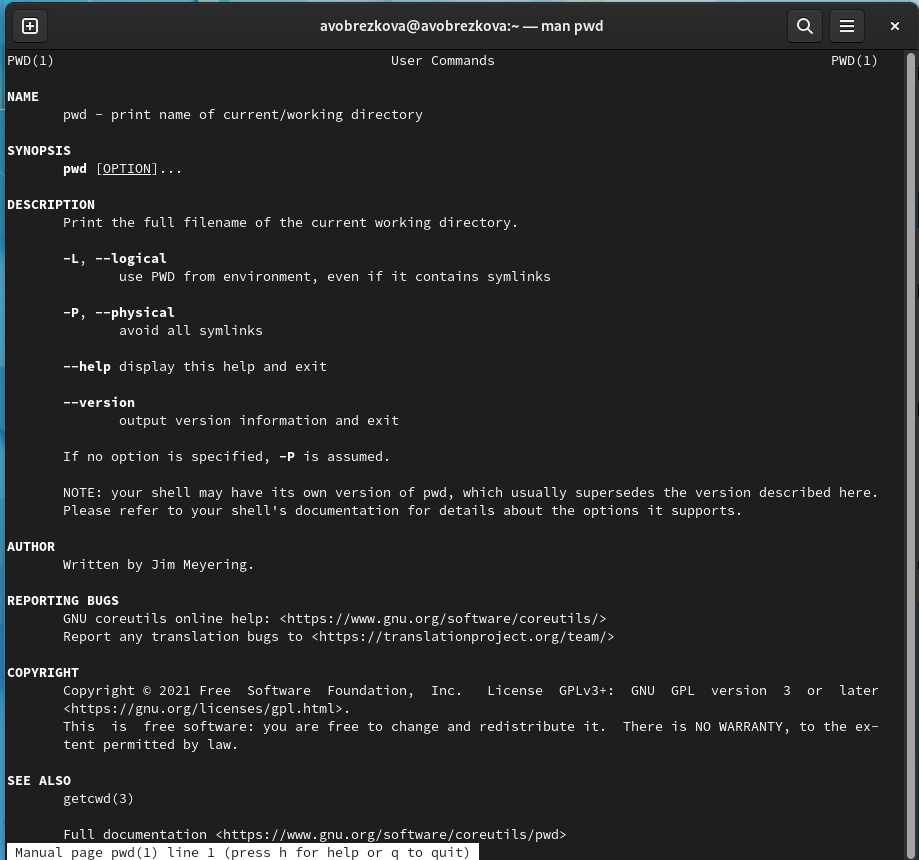 avobrezkova@avobrezkova:~ — man pwd
PWD(1) User Commands PWD(1)
NAME
pwd - print name of current/working directory
SYNOPSIS
pwd [OPTION]...
DESCRIPTION
Print the full filename of the current working directory.
-L, --logical
use PWD from environment, even if it contains symlinks
-P, --physical
avoid all symlinks
--help display this help and exit
--version
output version information and exit
If no option is specified, -P is assumed.
NOTE: your shell may have its own version of pwd, which usually supersedes the version described here.
Please refer to your shell's documentation for details about the options it supports.
AUTHOR
Written by Jim Meyering.
REPORTING BUGS
GNU coreutils online help: <https://www.gnu.org/software/coreutils/>
Report any translation bugs to <https://translationproject.org/team/>
COPYRIGHT
Copyright © 2021 Free Software Foundation, Inc. License GPLv3+: GNU GPL version 3 or later
<https://gnu.org/licenses/gpl.html>.
This is free software: you are free to change and redistribute it. There is NO WARRANTY, to the ex-
tent permitted by law.
SEE ALSO
getcwd(3)
Full documentation <https://www.gnu.org/software/coreutils/pwd>
Manual page pwd(1) line 1 (press h for help or q to quit)